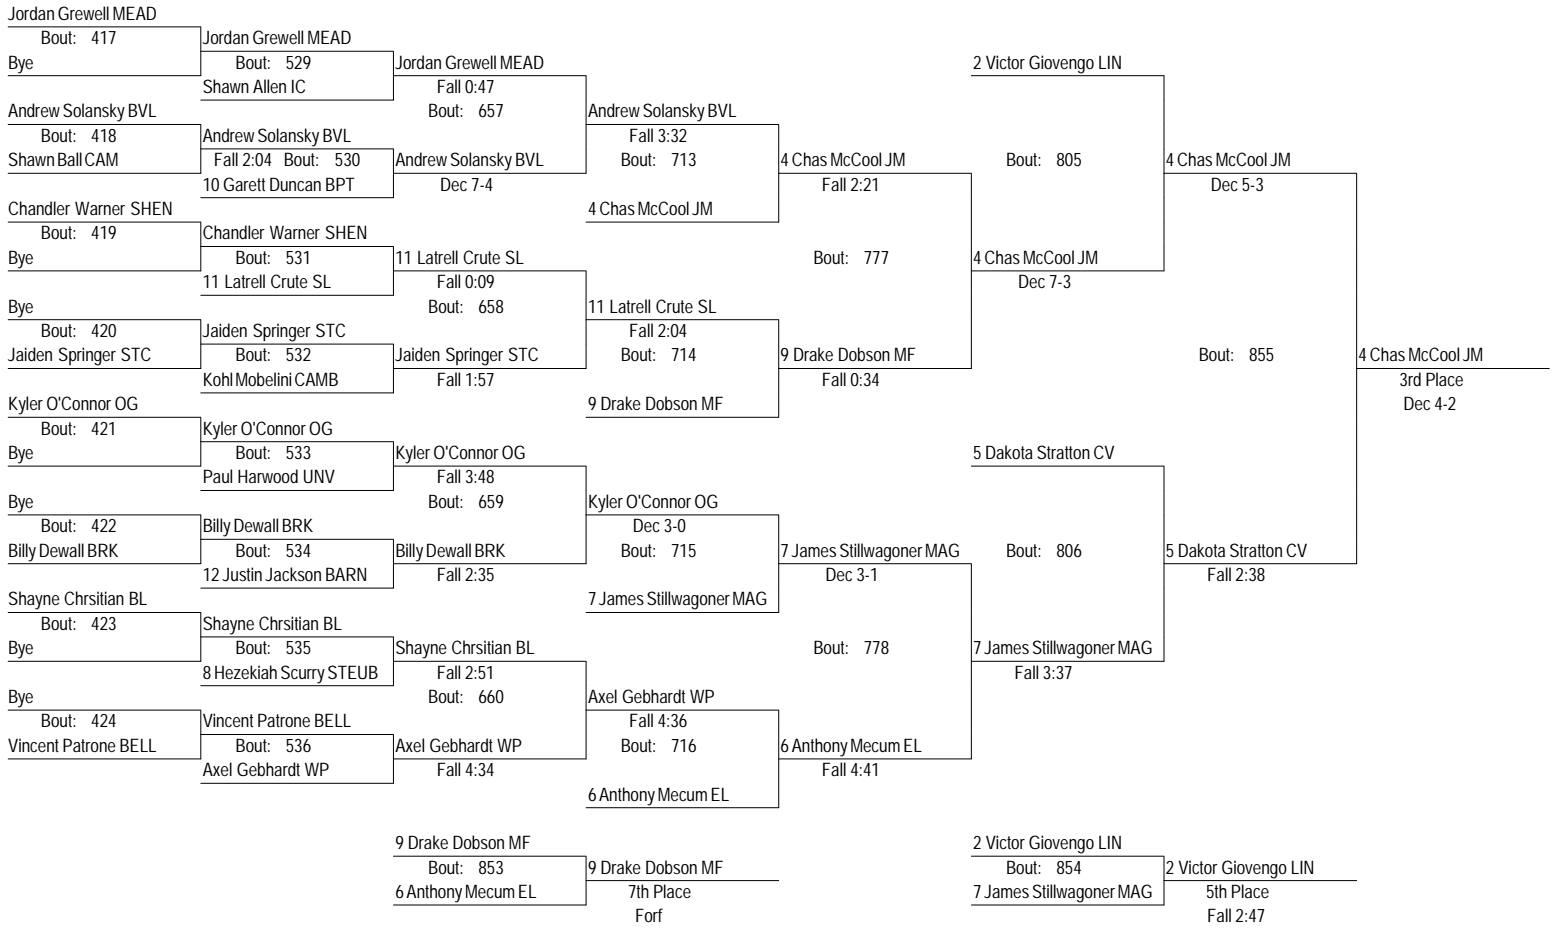 Jordan Grewell MEAD
Bout: 417
Jordan Grewell MEAD
Bye
Bout: 529
Jordan Grewell MEAD
2 Victor Giovengo LIN
Shawn Allen IC
Fall 0:47
Andrew Solansky BVL
Bout: 657
Andrew Solansky BVL
Bout: 418
Andrew Solansky BVL
Fall 3:32
Shawn Ball CAM
Fall 2:04 Bout: 530
Andrew Solansky BVL
Bout: 713
4 Chas McCool JM
Bout: 805
4 Chas McCool JM
10 Garett Duncan BPT
Dec 7-4
Fall 2:21
Dec 5-3
Chandler Warner SHEN
4 Chas McCool JM
Bout: 419
Chandler Warner SHEN
Bye
Bout: 531
11 Latrell Crute SL
Bout: 777
4 Chas McCool JM
11 Latrell Crute SL
Fall 0:09
Dec 7-3
Bye
Bout: 658
11 Latrell Crute SL
Bout: 420
Jaiden Springer STC
Fall 2:04
Jaiden Springer STC
Bout: 532
Jaiden Springer STC
Bout: 714
9 Drake Dobson MF
Bout: 855
4 Chas McCool JM
Kohl Mobelini CAMB
Fall 1:57
Fall 0:34
3rd Place
Kyler O'Connor OG
9 Drake Dobson MF
Dec 4-2
Bout: 421
Kyler O'Connor OG
Bye
Bout: 533
Kyler O'Connor OG
5 Dakota Stratton CV
Paul Harwood UNV
Fall 3:48
Bye
Bout: 659
Kyler O'Connor OG
Bout: 422
Billy Dewall BRK
Dec 3-0
Billy Dewall BRK
Bout: 534
Billy Dewall BRK
Bout: 715
7 James Stillwagoner MAG
Bout: 806
5 Dakota Stratton CV
12 Justin Jackson BARN
Fall 2:35
Dec 3-1
Fall 2:38
Shayne Chrsitian BL
7 James Stillwagoner MAG
Bout: 423
Shayne Chrsitian BL
Bye
Bout: 535
Shayne Chrsitian BL
Bout: 778
7 James Stillwagoner MAG
8 Hezekiah Scurry STEUB
Fall 2:51
Fall 3:37
Bye
Bout: 660
Axel Gebhardt WP
Bout: 424
Vincent Patrone BELL
Fall 4:36
Vincent Patrone BELL
Bout: 536
Axel Gebhardt WP
Bout: 716
6 Anthony Mecum EL
Axel Gebhardt WP
Fall 4:34
Fall 4:41
6 Anthony Mecum EL
9 Drake Dobson MF
2 Victor Giovengo LIN
Bout: 853
9 Drake Dobson MF
Bout: 854
2 Victor Giovengo LIN
6 Anthony Mecum EL
7th Place
7 James Stillwagoner MAG
5th Place
Forf
Fall 2:47